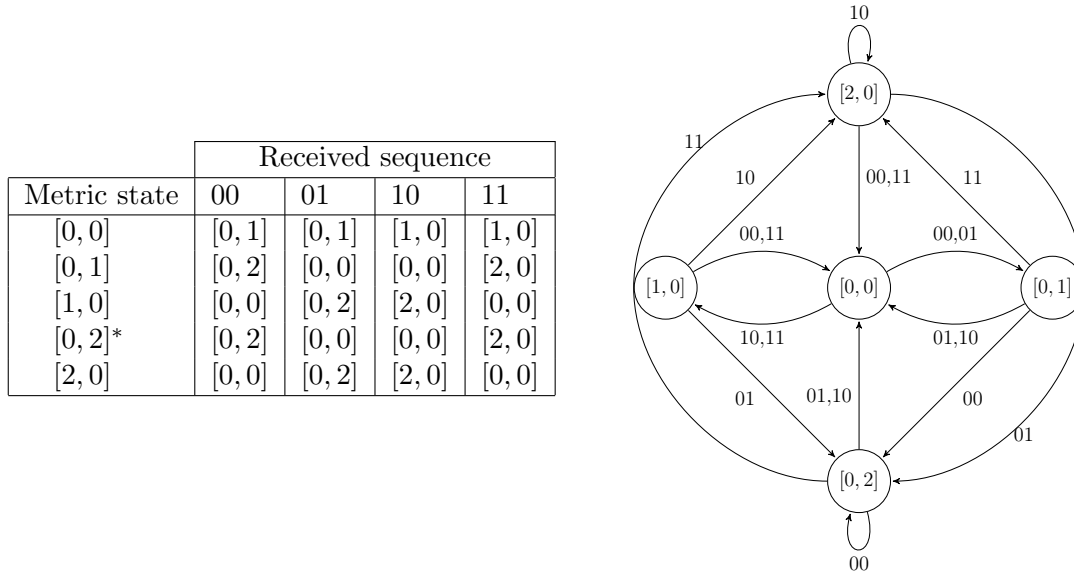 Received sequence
Metric state 00 01 10 11
[0, 0] [0, 1] [0, 1] [1, 0] [1, 0]
[0, 1] [0, 2] [0, 0] [0, 0] [2, 0]
[1, 0] [0, 0] [0, 2] [2, 0] [0, 0]
[0, 2]* [0, 2] [0, 0] [0, 0] [2, 0]
[2, 0] [0, 0] [0, 2] [2, 0] [0, 0]
10
[2, 0]
11
10
00,11
11
00,11
00,01
[1, 0]
[0, 0]
[0, 1]
10,11
01,10
01
01,10
00
01
[0, 2]
00